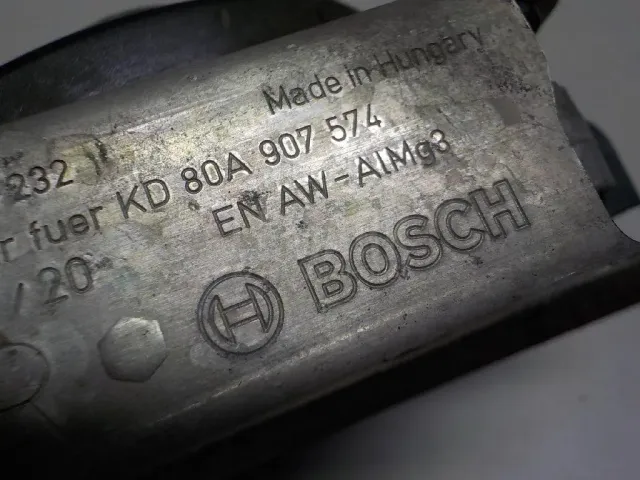 Made in Hungary
232
r fuer KD 80A 907 574
EN AW-AlMg3
/20
BOSCH